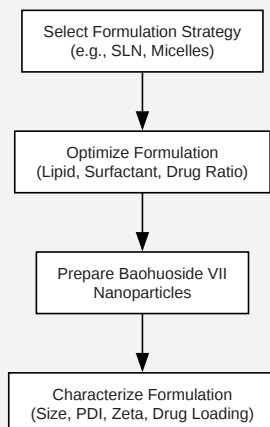 Select Formulation Strategy
(e.g., SLN, Micelles)
Optimize Formulation
(Lipid, Surfactant, Drug Ratio)
Prepare Baohuoside VII
Nanoparticles
Characterize Formulation
(Size, PDI, Zeta, Drug Loading)